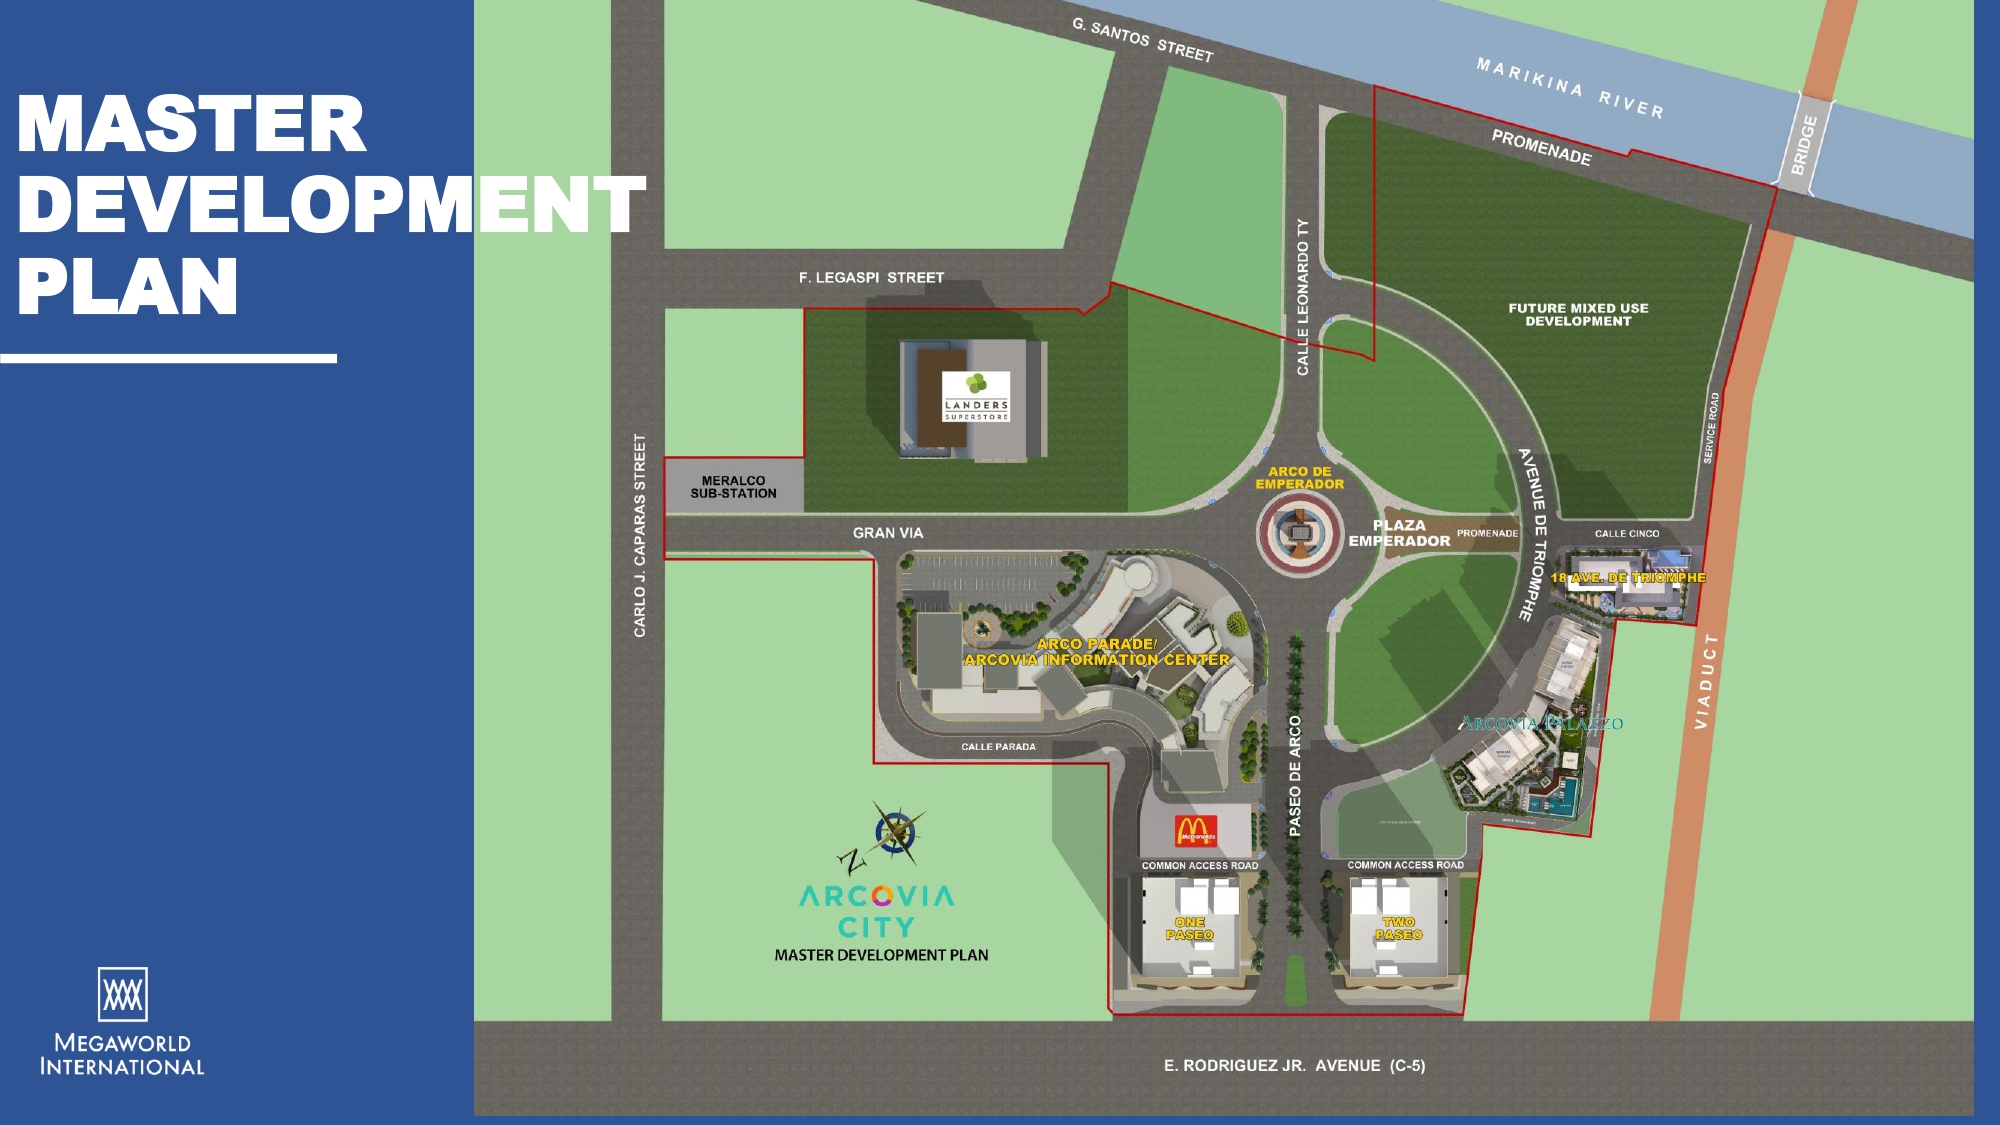 MASTER
DEVELOPMENT
PLAN
MEGAWORLD
INTERNATIONAL
G. SANTOS STREET
MARIKINA RIVER
BRIDGE
PROMENADE
F. LEGASPI STREET
CALLE LEONARDO TY
FUTURE MIXED USE
DEVELOPMENT
LANDERS
SUPERSTORE
SERVICE ROAD
CARLO J. CAPARAS STREET
MERALCO
SUB-STATION
ARCO DE
EMPERADOR
AVENUE DE TRIOMPHE
GRAN VIA
PLAZA
EMPERADOR
PROMENADE
CALLE CINCO
18 AVE. DE TRIOMPHE
ARCO PARADE/
ARCOVIA INFORMATION CENTER
VIADUCT
ARCOVIA PALAZZO
CALLE PARADA
PASEO DE ARCO
McDonald's
COMMON ACCESS ROAD
COMMON ACCESS ROAD
N
ARCOVIA
CITY
MASTER DEVELOPMENT PLAN
ONE
PASEO
TWO
PASEO
E. RODRIGUEZ JR. AVENUE (C-5)